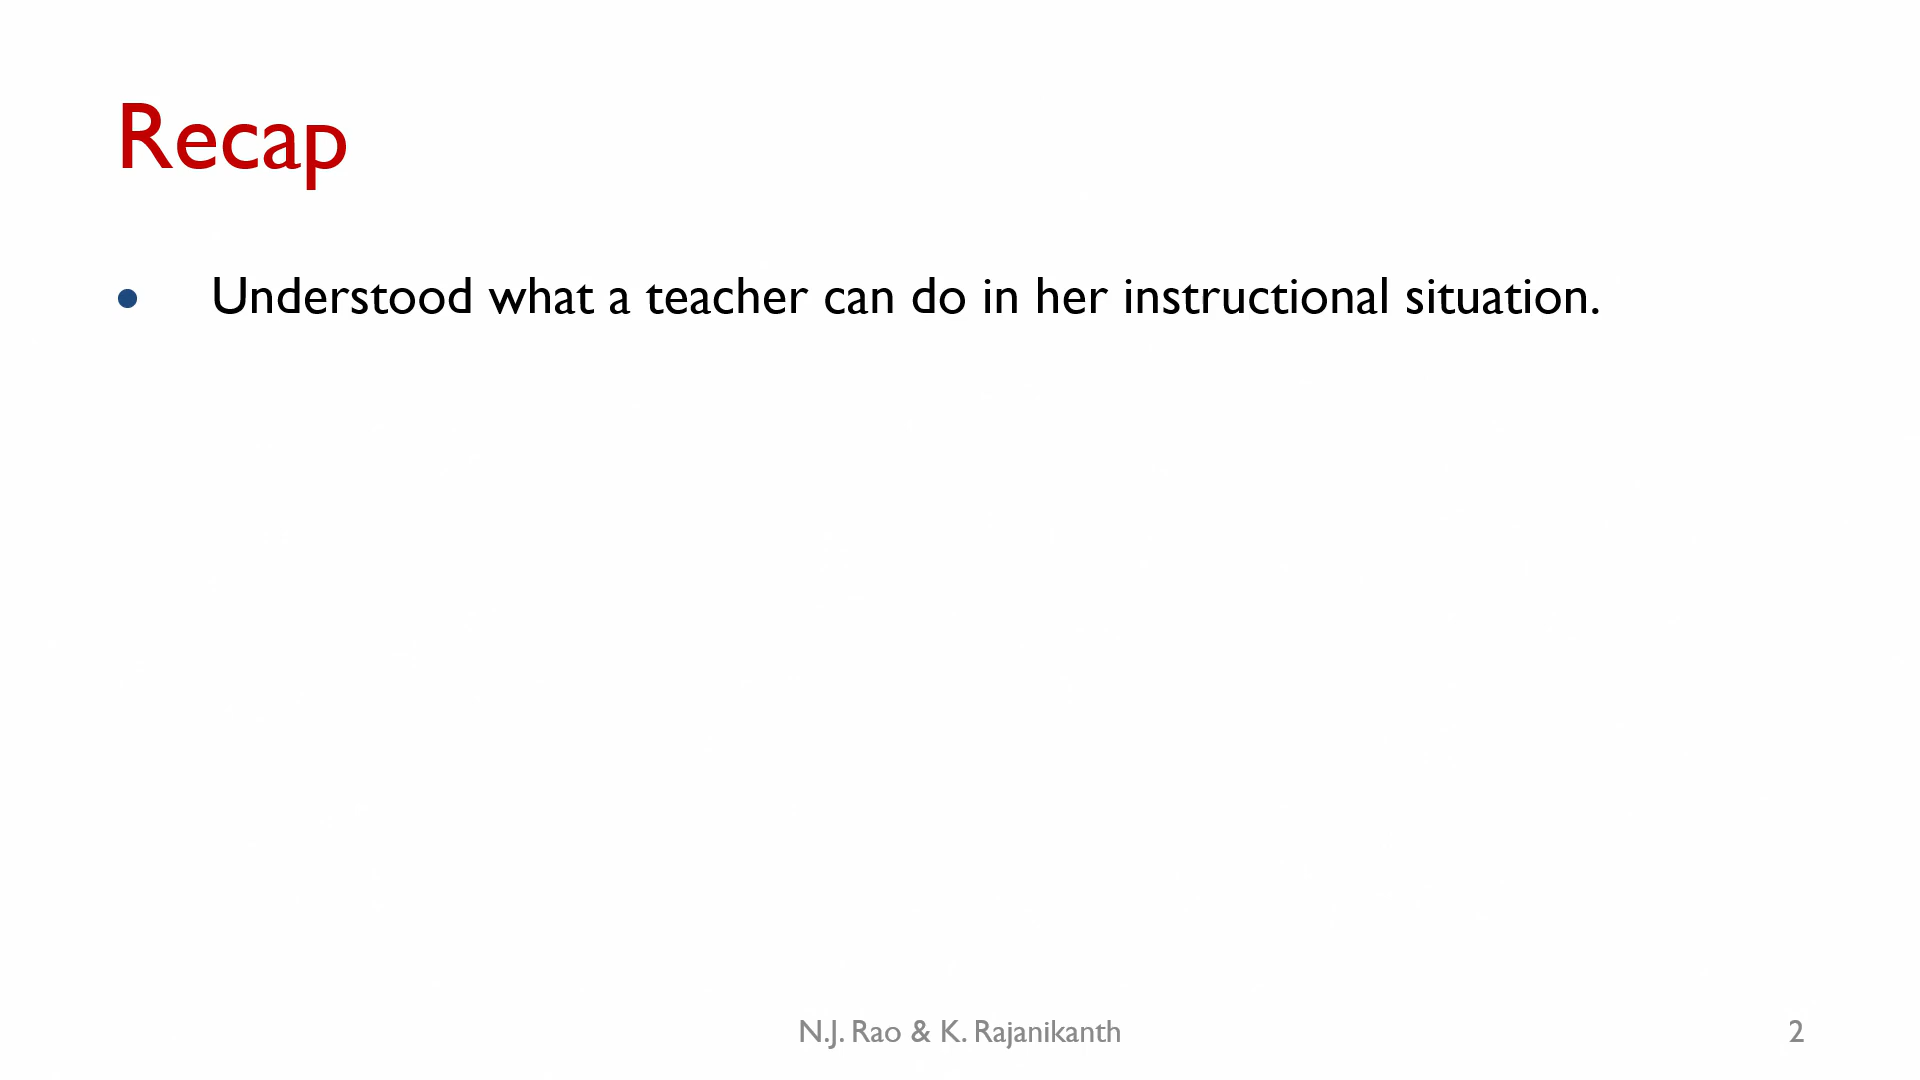 Recap
• Understood what a teacher can do in her instructional situation.
N.J. Rao & K. Rajanikanth
2